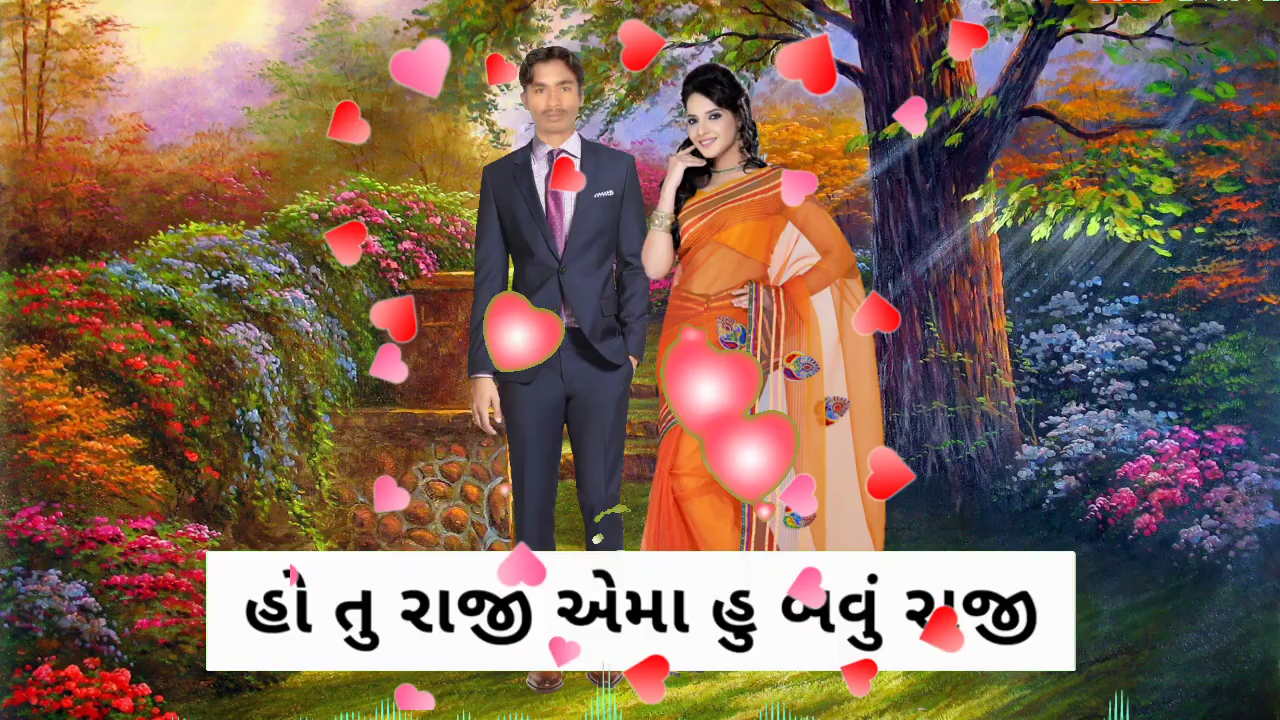 હો તુ રાજી એમા હુ બવું રાજી